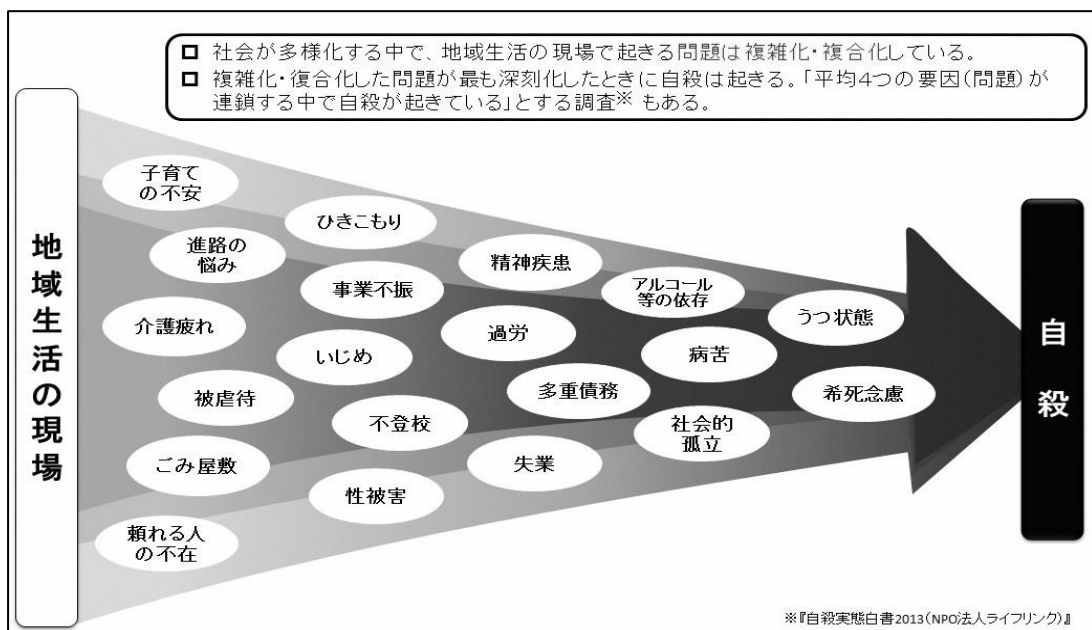 □ 社会が多様化する中で、地域生活の現場で起きる問題は複雑化・複合化している。
□ 複雑化・復合化した問題が最も深刻化したときに自殺は起きる。「平均4つの要因(問題)が
連鎖する中で自殺が起きている」とする調査※ もある。
地域生活の現場
子育て
の不安
進路の
悩み
介護疲れ
被虐待
ごみ屋敷
頼れる人
の不在
ひきこもり
事業不振
いじめ
不登校
性被害
精神疾患
過労
多重債務
失業
アルコール
等の依存
病苦
社会的
孤立
うつ状態
希死念慮
自殺
※『自殺実態白書2013(NPO法人ライフリンク)』